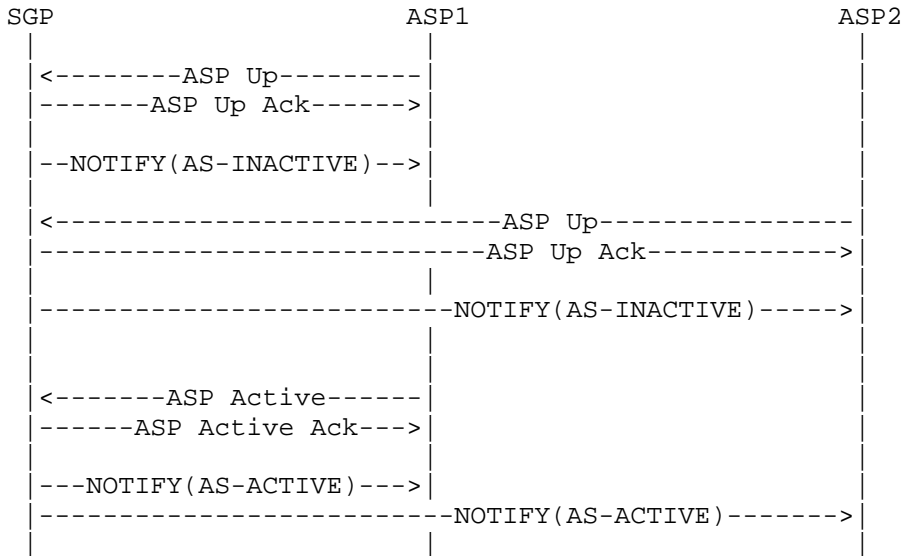 SGP ASP1 ASP2
<--------ASP Up---------
-------ASP Up Ack------>
--NOTIFY(AS-INACTIVE)-->
<----------------------------ASP Up----------------
----------------------------ASP Up Ack------------>
--------------------------NOTIFY(AS-INACTIVE)----->
<-------ASP Active------
------ASP Active Ack--->
---NOTIFY(AS-ACTIVE)--->
--------------------------NOTIFY(AS-ACTIVE)------->